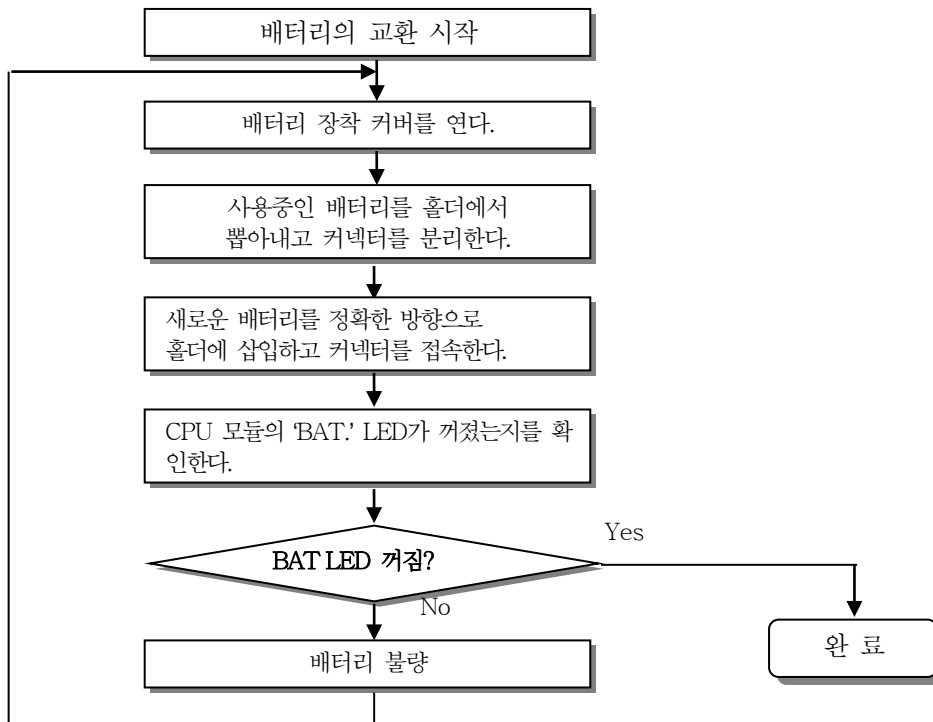 배터리의 교환 시작
배터리 장착 커버를 연다.
사용중인 배터리를 홀더에서
뽑아내고 커넥터를 분리한다.
새로운 배터리를 정확한 방향으로
홀더에 삽입하고 커넥터를 접속한다.
CPU 모듈의 ‘BAT.’ LED가 꺼졌는지를 확
인한다.
BAT LED 꺼짐?
Yes
No
배터리 불량
완 료